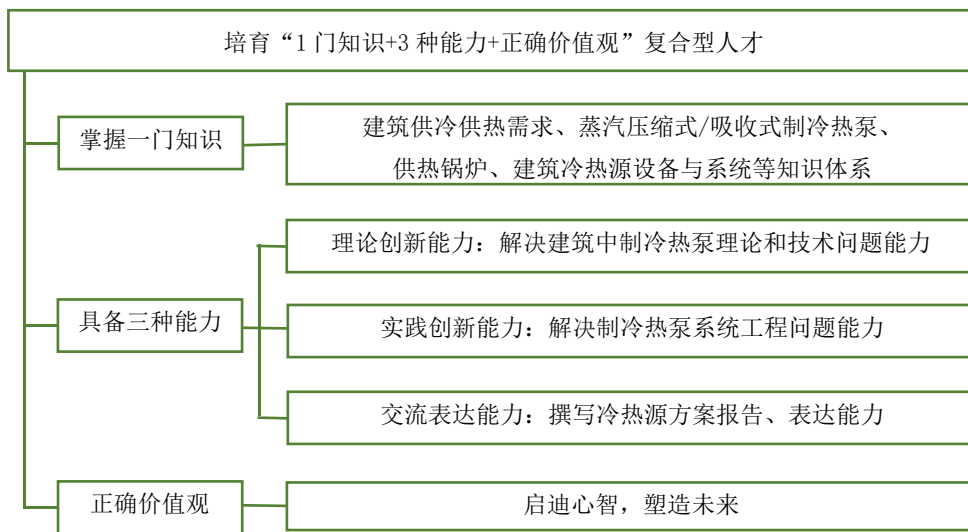 培育“1 门知识+3 种能力+正确价值观”复合型人才
掌握一门知识
建筑供冷供热需求、蒸汽压缩式/吸收式制冷热泵、
供热锅炉、建筑冷热源设备与系统等知识体系
具备三种能力
理论创新能力：解决建筑中制冷热泵理论和技术问题能力
实践创新能力：解决制冷热泵系统工程问题能力
交流表达能力：撰写冷热源方案报告、表达能力
正确价值观
启迪心智，塑造未来